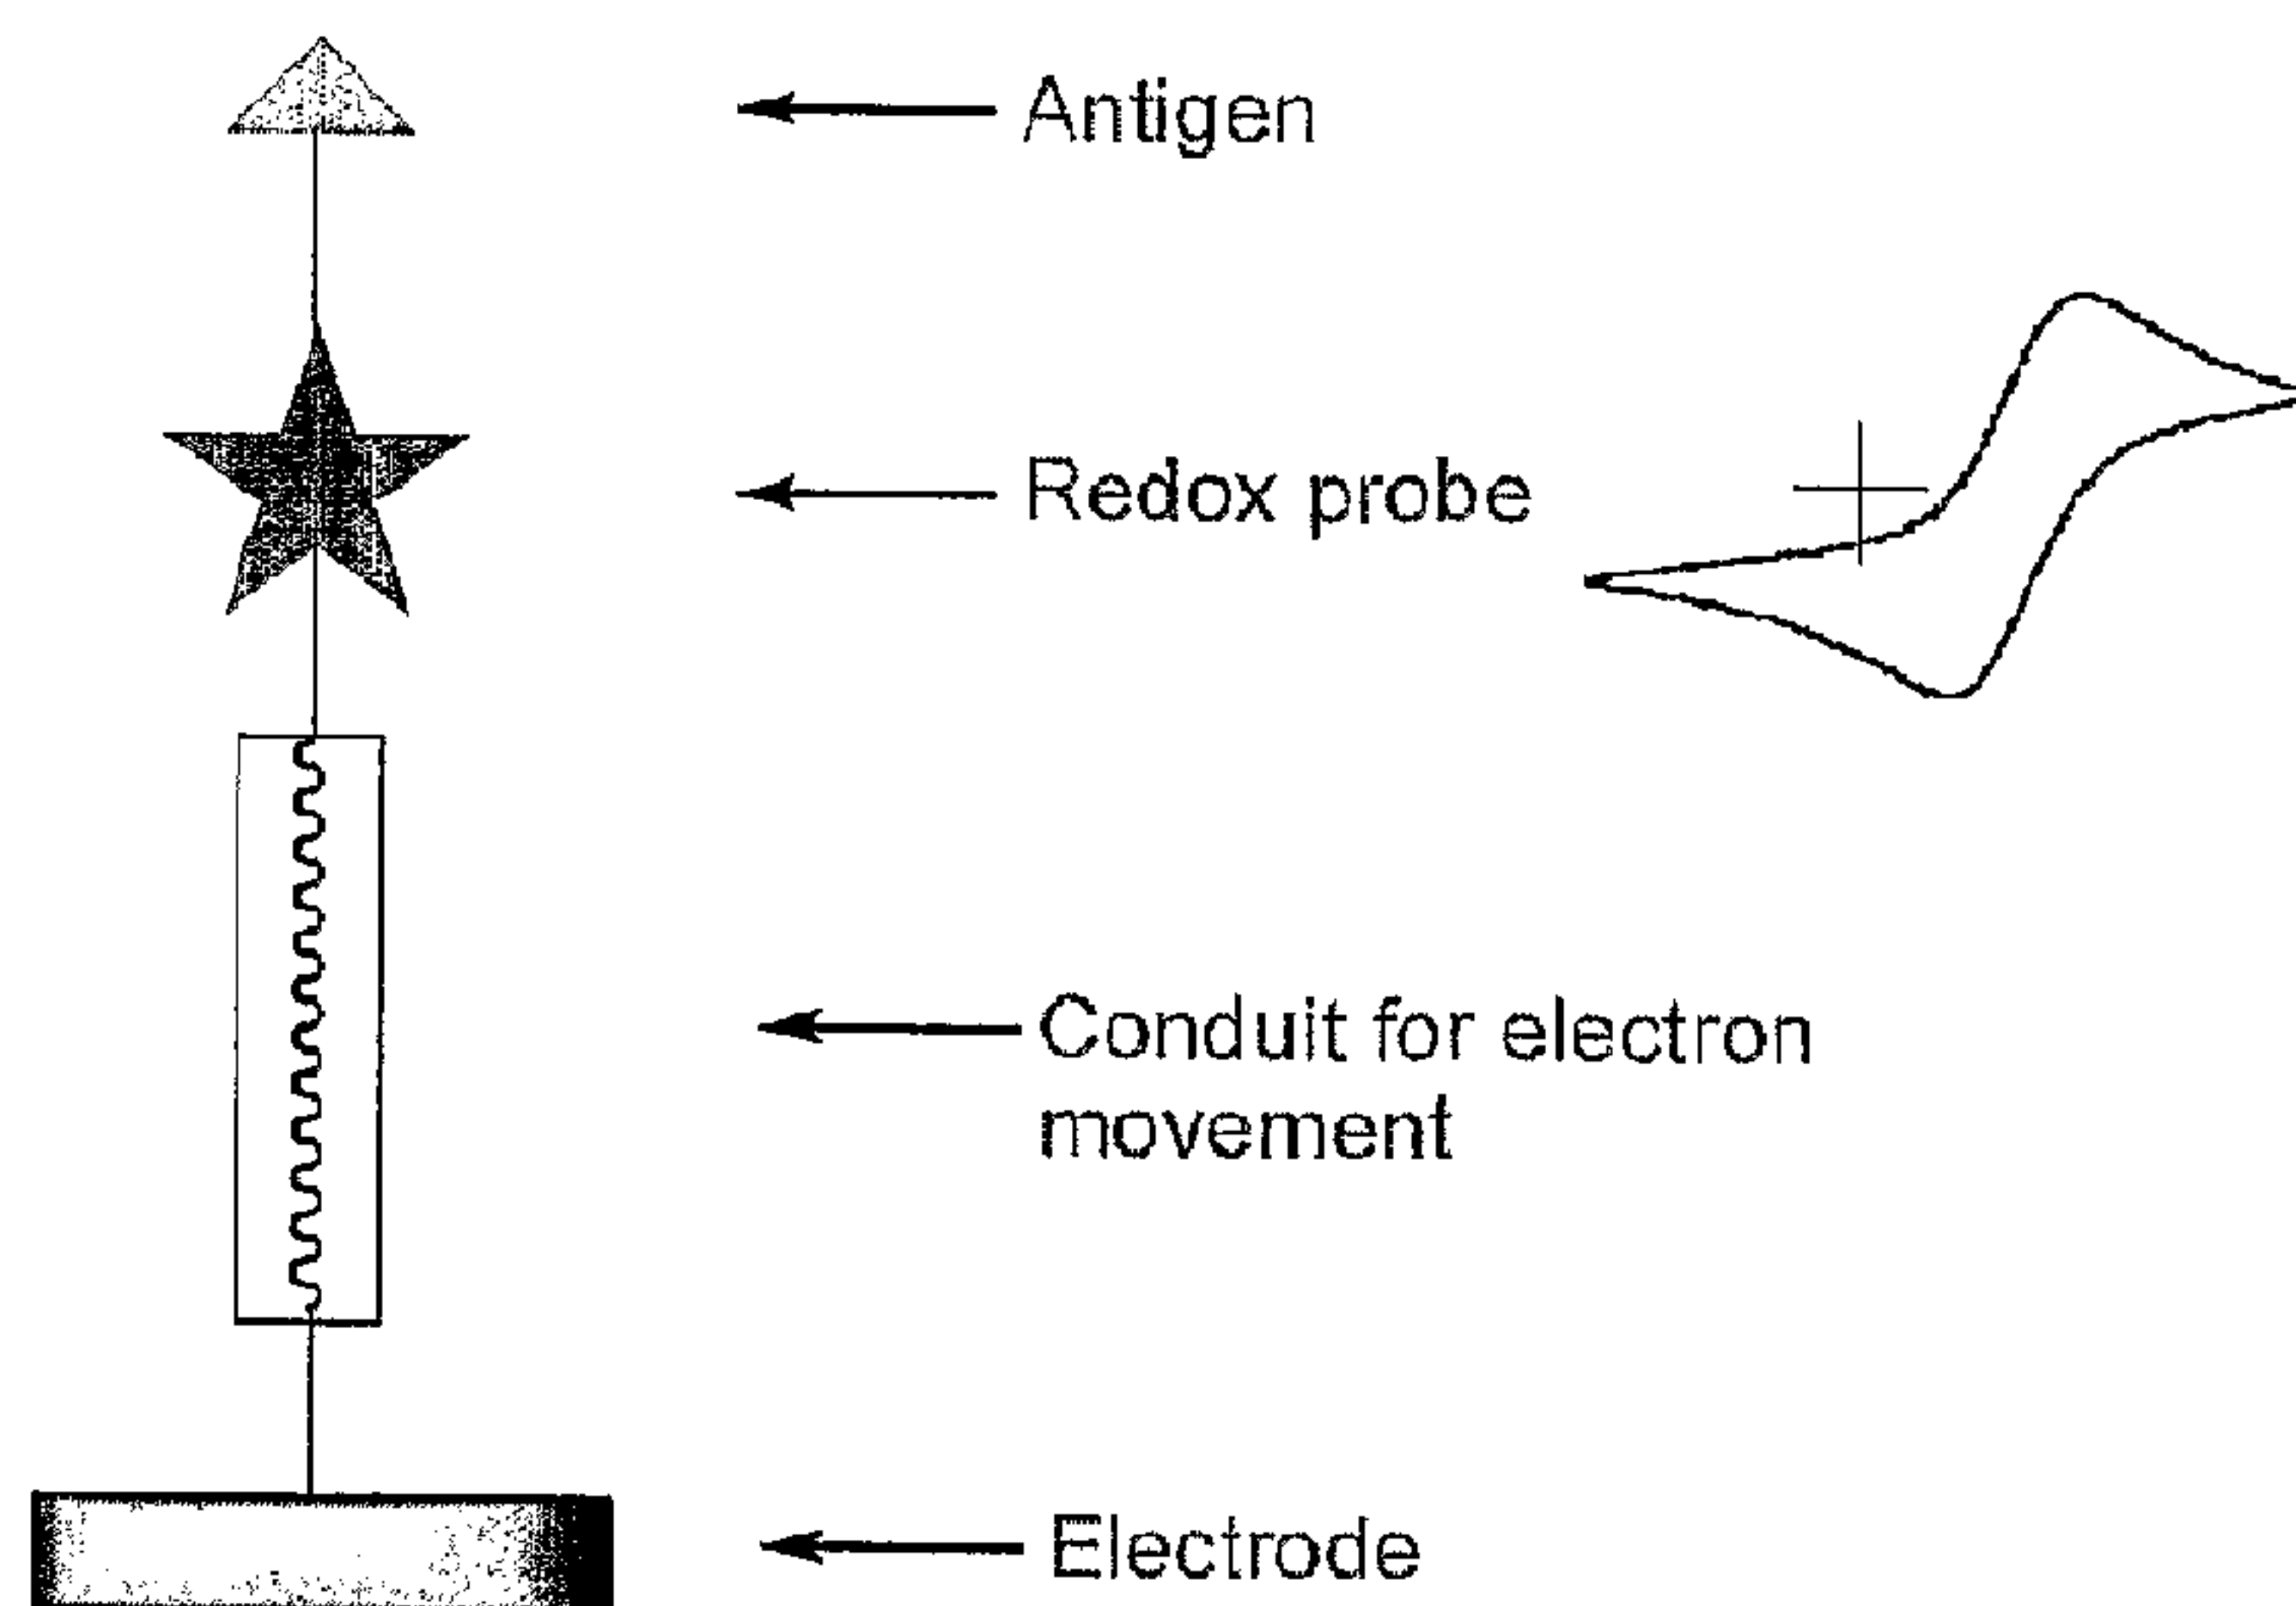 Antigen
Redox probe
Conduit for electron
movement
Electrode